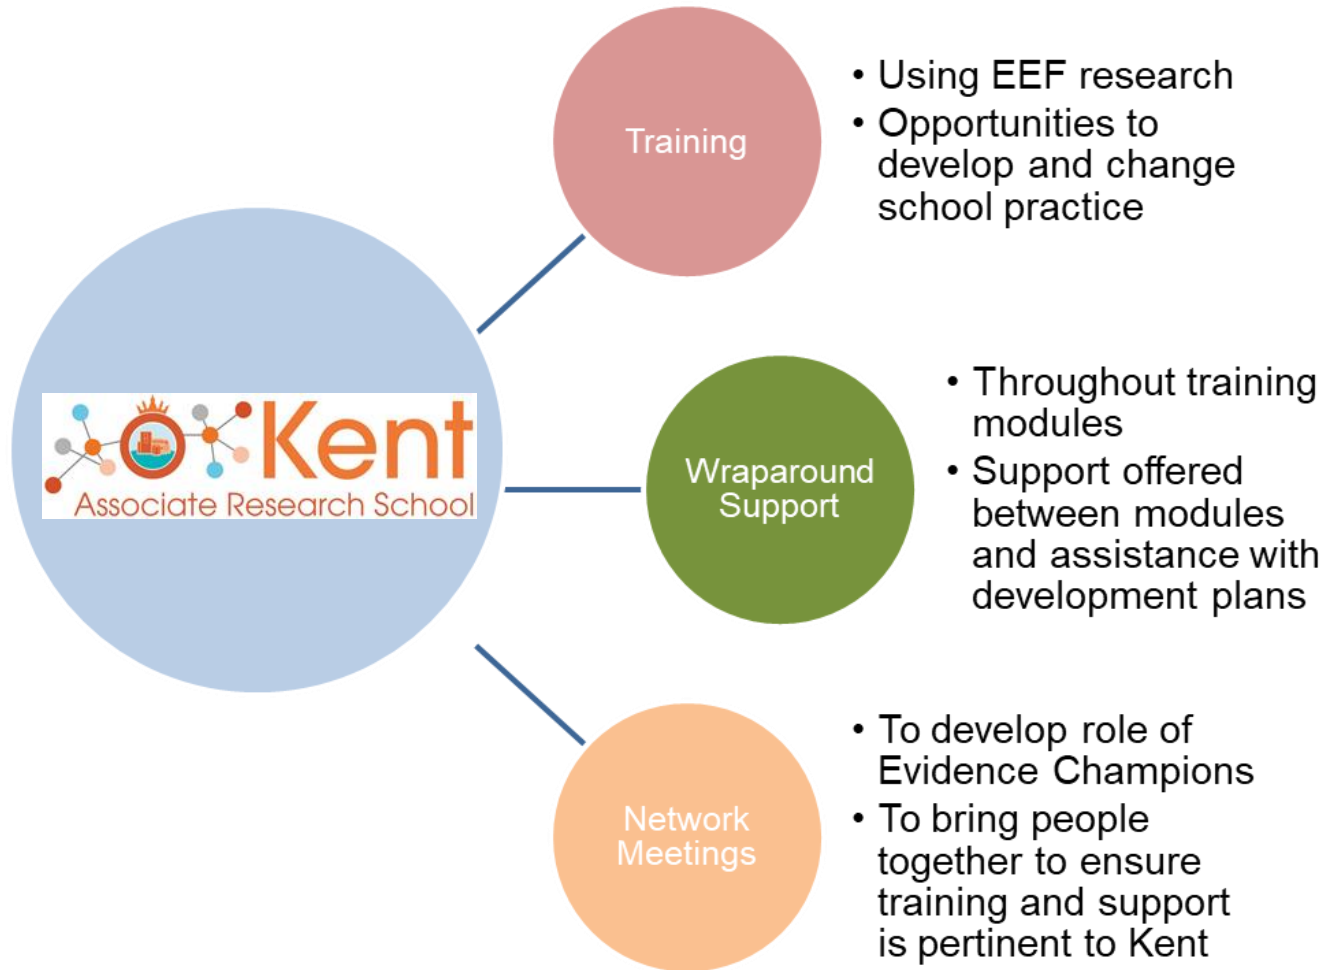 Training
• Using EEF research
• Opportunities to
develop and change
school practice
Kent
Associate Research School
Wraparound
Support
• Throughout training
modules
• Support offered
between modules
and assistance with
development plans
Network
Meetings
• To develop role of
Evidence Champions
• To bring people
together to ensure
training and support
is pertinent to Kent